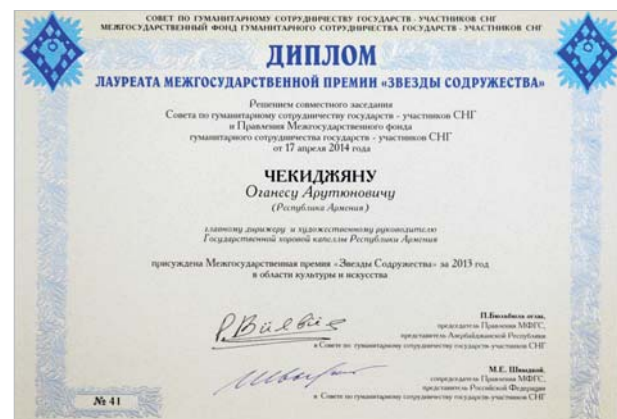 СОВЕТ ПО ГУМАНИТАРНОМУ СОТРУДНИЧЕСТВУ ГОСУДАРСТВ - УЧАСТНИКОВ СНГ
МЕЖГОСУДАРСТВЕННЫЙ ФОНД ГУМАНИТАРНОГО СОТРУДНИЧЕСТВА ГОСУДАРСТВ - УЧАСТНИКОВ СНГ
ДИПЛОМ
ЛАУРЕАТА МЕЖГОСУДАРСТВЕННОЙ ПРЕМИИ «ЗВЕЗДЫ СОДРУЖЕСТВА»
Решением совместного заседания
Совета по гуманитарному сотрудничеству государств - участников СНГ
и Правления Межгосударственного фонда
гуманитарного сотрудничества государств - участников СНГ
от 17 апреля 2014 года
ЧЕКИДЖЯНУ
Оганесу Арутюновичу
(Республика Армения)
главному дирижеру и художественному руководителю
Государственной хоровой капеллы Республики Армения
присуждена Межгосударственная премия «Звезды Содружества» за 2013 год
в области культуры и искусства
П.Бюльбюль оглы,
председатель Правления МФГС,
представитель Азербайджанской Республики
в Совете по гуманитарному сотрудничеству государств-участников СНГ
М.Е. Швыдкой,
сопредседатель Правления МФГС,
представитель Российской Федерации
в Совете по гуманитарному сотрудничеству государств-участников СНГ
№ 41